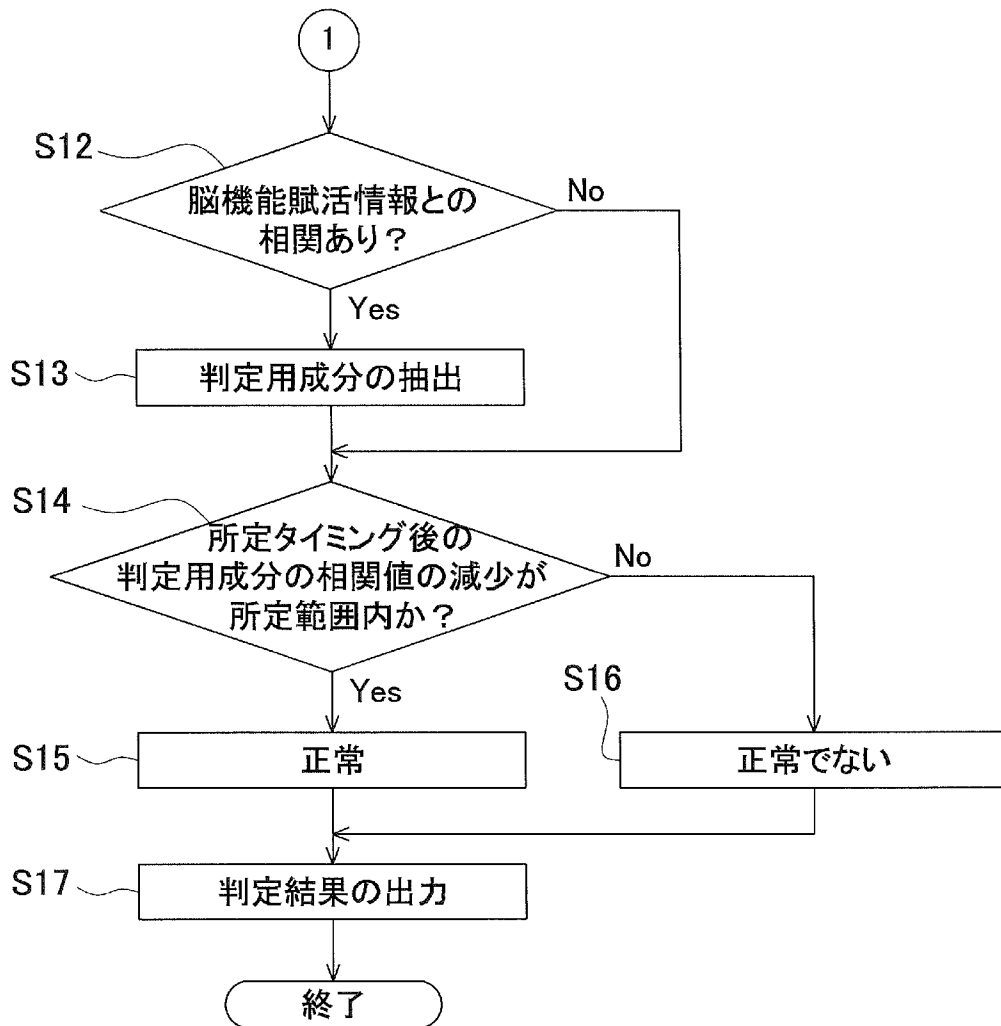 1
S12
脳機能賦活情報との
相関あり？
No
Yes
S13
判定用成分の抽出
S14
所定タイミング後の
判定用成分の相関値の減少が
所定範囲内か？
No
Yes
S16
S15
正常
正常でない
S17
判定結果の出力
終了